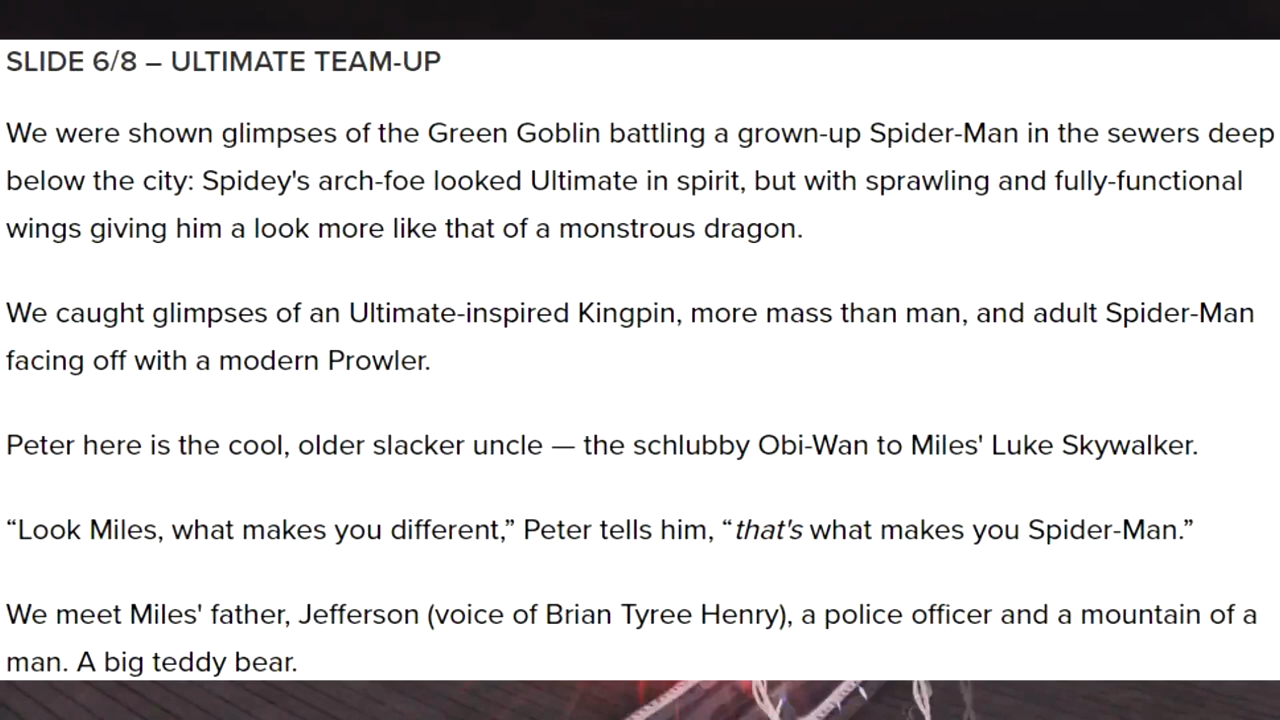 SLIDE 6/8 – ULTIMATE TEAM-UP
We were shown glimpses of the Green Goblin battling a grown-up Spider-Man in the sewers deep
below the city: Spidey's arch-foe looked Ultimate in spirit, but with sprawling and fully-functional
wings giving him a look more like that of a monstrous dragon.
We caught glimpses of an Ultimate-inspired Kingpin, more mass than man, and adult Spider-Man
facing off with a modern Prowler.
Peter here is the cool, older slacker uncle — the schlubby Obi-Wan to Miles' Luke Skywalker.
“Look Miles, what makes you different,” Peter tells him, “that's what makes you Spider-Man.”
We meet Miles' father, Jefferson (voice of Brian Tyree Henry), a police officer and a mountain of a
man. A big teddy bear.